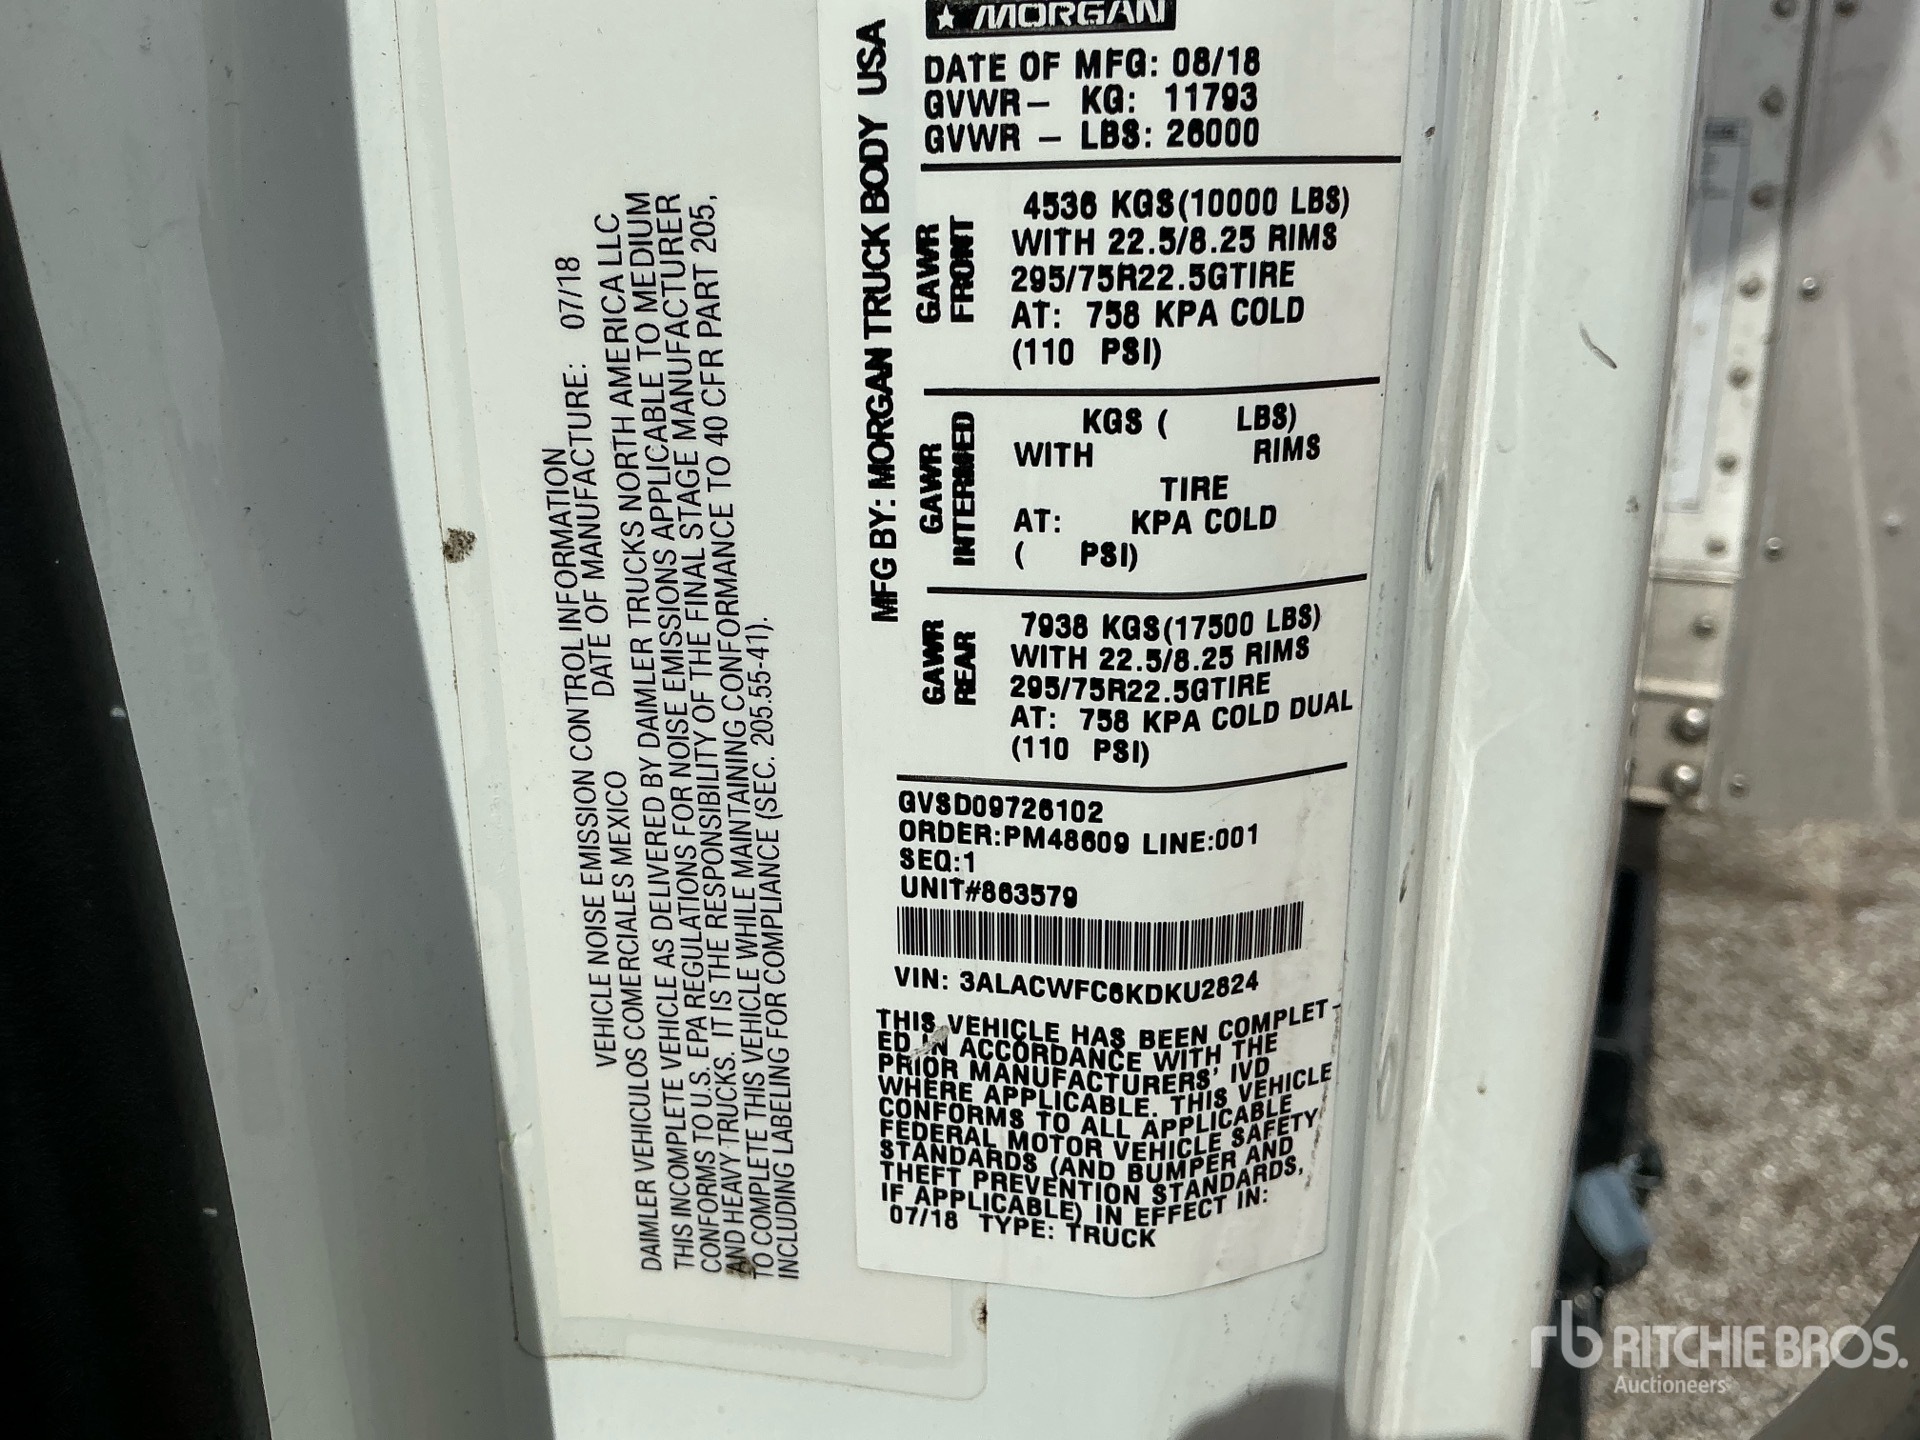 MORGAN
MFG BY: MORGAN TRUCK BODY USA
DATE OF MFG: 08/18
GVWR – KG: 11793
GVWR – LBS: 26000
GAWR
FRONT
4536 KGS(10000 LBS)
WITH 22.5/8.25 RIMS
295/75R22.5GTIRE
AT: 758 KPA COLD
(110 PSI)
GAWR
INTERMED
KGS ( LBS)
WITH RIMS
TIRE
AT: KPA COLD
( PSI)
GAWR
REAR
7938 KGS(17500 LBS)
WITH 22.5/8.25 RIMS
295/75R22.5GTIRE
AT: 758 KPA COLD DUAL
(110 PSI)
GVSD09726102
ORDER:PM48609 LINE:001
SEQ:1
UNIT#863579
VIN: 3ALACWFC6KDKU2824
THIS VEHICLE HAS BEEN COMPLET-
ED IN ACCORDANCE WITH THE
PRIOR MANUFACTURERS' IVD
WHERE APPLICABLE. THIS VEHICLE
CONFORMS TO ALL APPLICABLE
FEDERAL MOTOR VEHICLE SAFETY
STANDARDS (AND BUMPER AND
THEFT PREVENTION STANDARDS,
IF APPLICABLE) IN EFFECT IN:
07/18 TYPE: TRUCK
VEHICLE NOISE EMISSION CONTROL INFORMATION
DATE OF MANUFACTURE: 07/18
DAIMLER VEHICULOS COMERCIALES MEXICO
THIS INCOMPLETE VEHICLE AS DELIVERED BY DAIMLER TRUCKS NORTH AMERICA LLC
CONFORMS TO U.S. EPA REGULATIONS FOR NOISE EMISSIONS APPLICABLE TO MEDIUM
AND HEAVY TRUCKS. IT IS THE RESPONSIBILITY OF THE FINAL STAGE MANUFACTURER
TO COMPLETE THIS VEHICLE WHILE MAINTAINING CONFORMANCE TO 40 CFR PART 205,
INCLUDING LABELING FOR COMPLIANCE (SEC. 205.55-41).
rb RITCHIE BROS.
Auctioneers